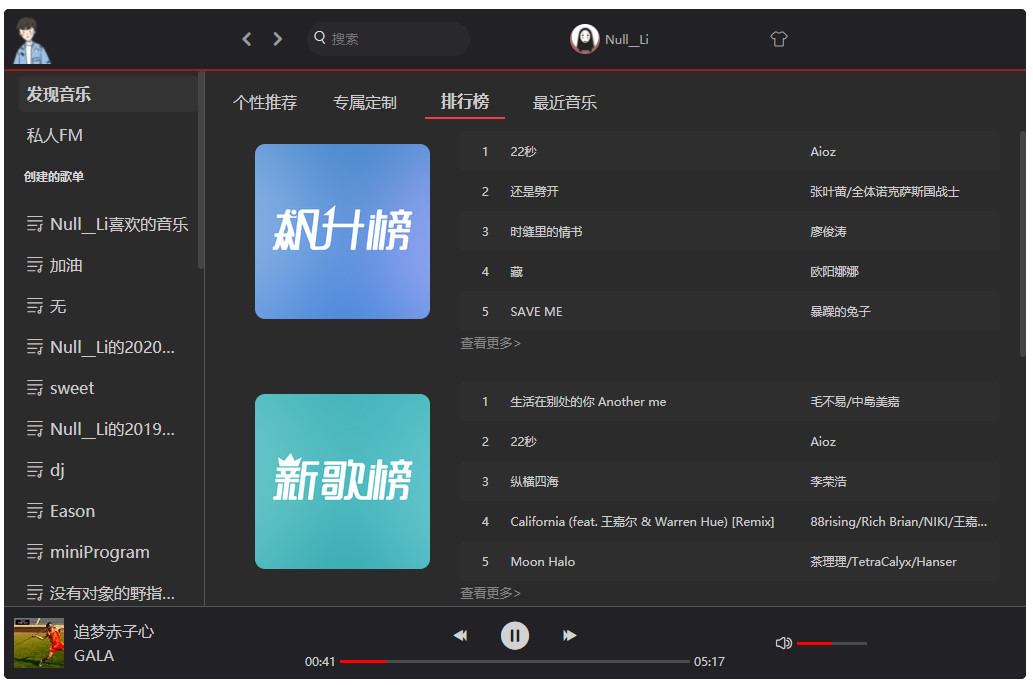 搜索
Null__Li
发现音乐
私人FM
创建的歌单
Null__Li喜欢的音乐
加油
无
Null__Li的2020...
sweet
Null__Li的2019...
dj
Eason
miniProgram
没有对象的野指...
个性推荐 专属定制 排行榜 最近音乐
飙升榜
1 22秒 Aioz
2 还是劈开 张叶蕾/全体诺克萨斯国战士
3 时缝里的情书 廖俊涛
4 藏 欧阳娜娜
5 SAVE ME 暴躁的兔子
查看更多>
新歌榜
1 生活在别处的你 Another me 毛不易/中島美嘉
2 22秒 Aioz
3 纵横四海 李荣浩
4 California (feat. 王嘉尔 & Warren Hue) [Remix] 88rising/Rich Brian/NIKI/王嘉...
5 Moon Halo 茶理理/TetraCalyx/Hanser
查看更多>
追梦赤子心
GALA
00:41 05:17